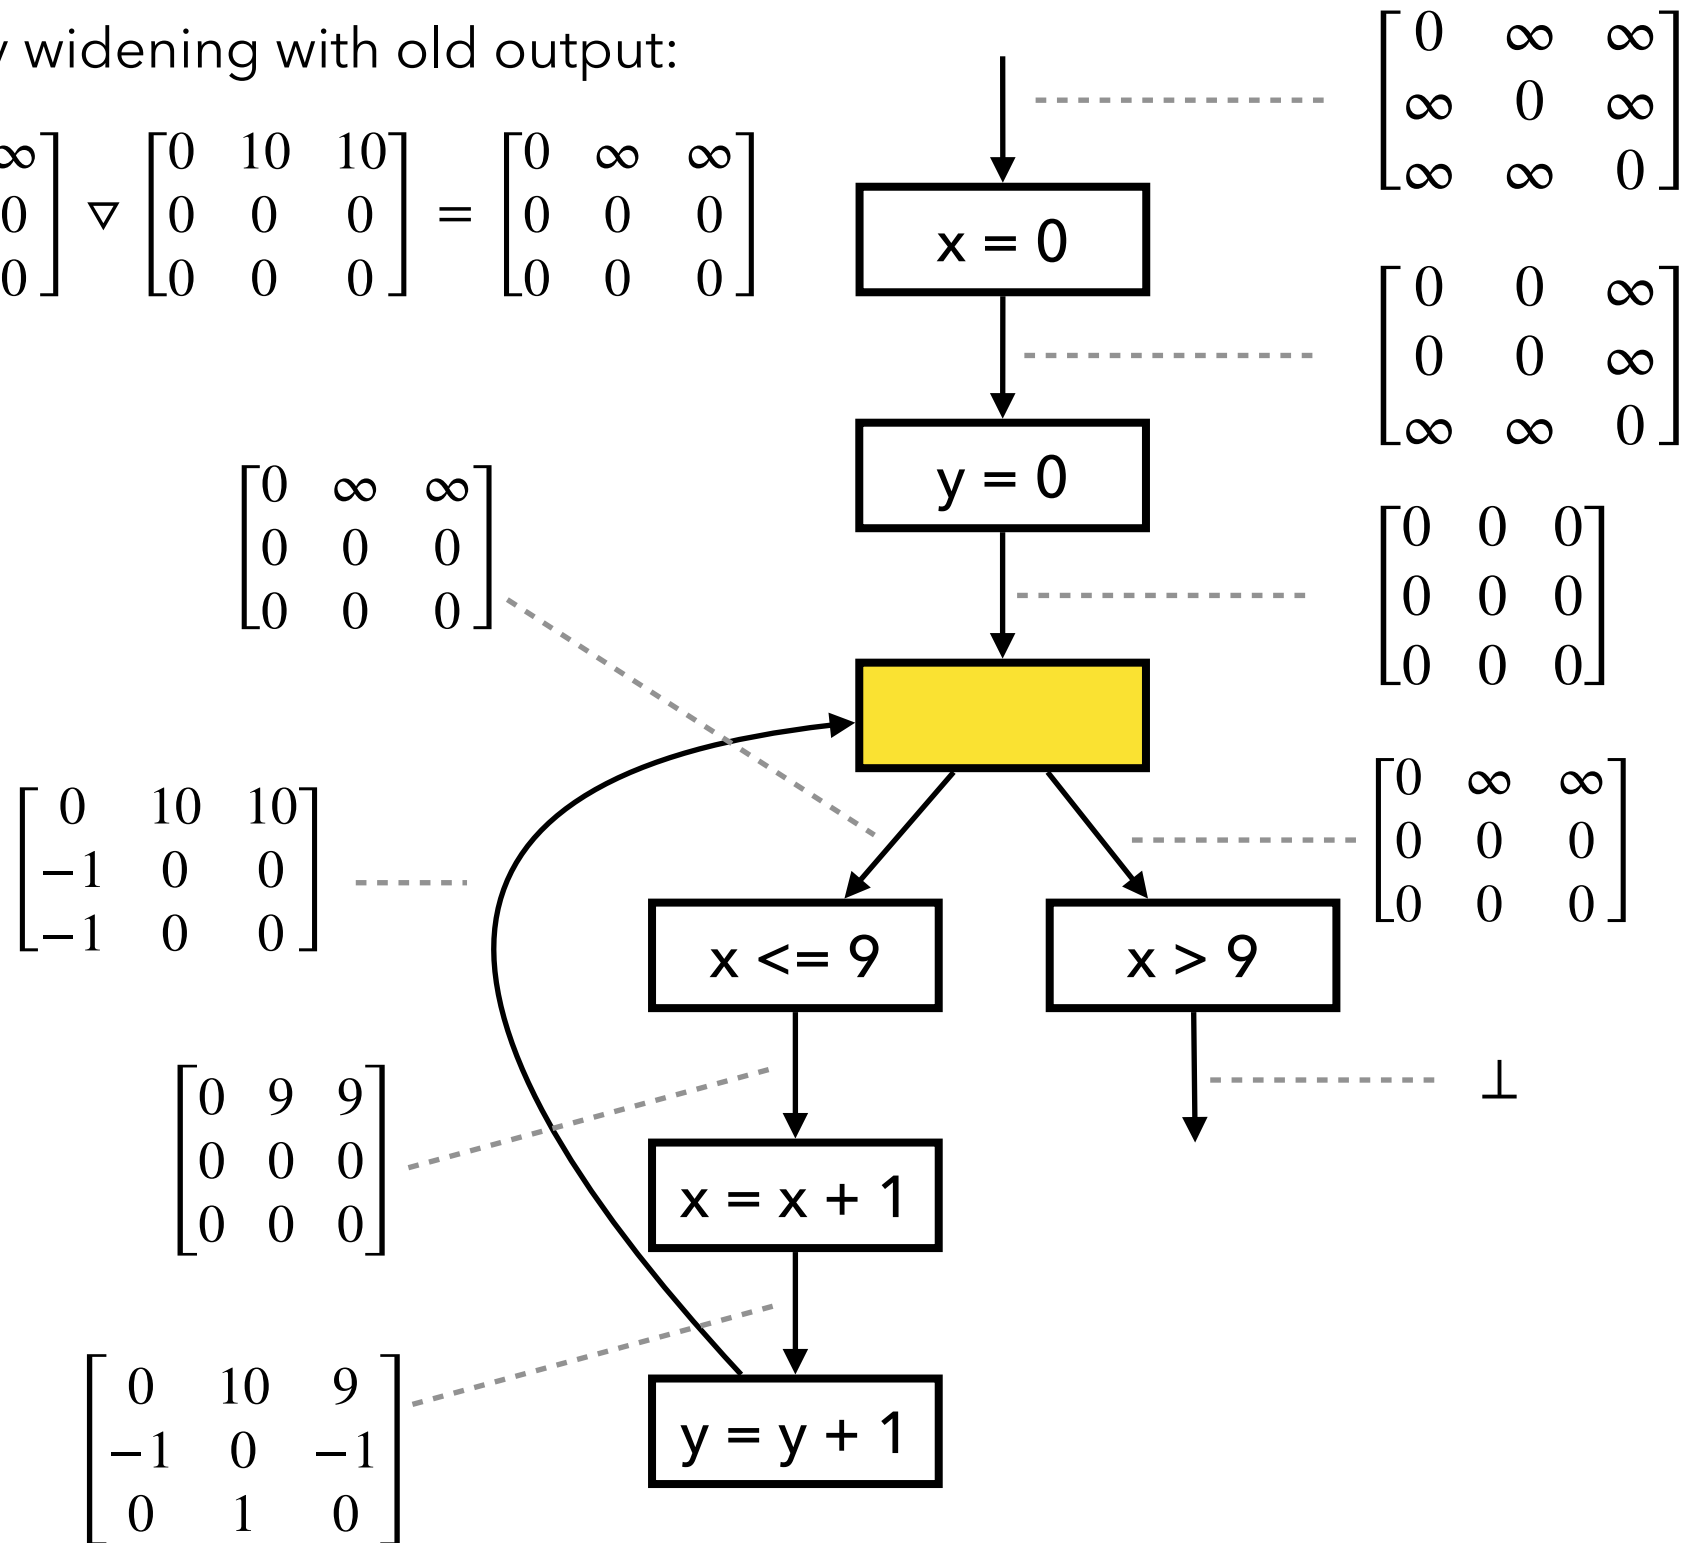 widening with old output:
∞] [0 10 10] [0 ∞ ∞]
0 ▽ 0 0 0 = 0 0 0
0] [0 0 0] [0 0 0]
[0 ∞ ∞]
∞ 0 ∞
[∞ ∞ 0]
x = 0
[0 0 ∞]
0 0 ∞
[∞ ∞ 0]
y = 0
[0 ∞ ∞]
0 0 0
[0 0 0]
[0 0 0]
0 0 0
[0 0 0]
[0 10 10]
−1 0 0
[−1 0 0]
[0 ∞ ∞]
0 0 0
[0 0 0]
x <= 9
x > 9
[0 9 9]
0 0 0
[0 0 0]
⊥
x = x + 1
[0 10 9]
−1 0 −1
[0 1 0]
y = y + 1